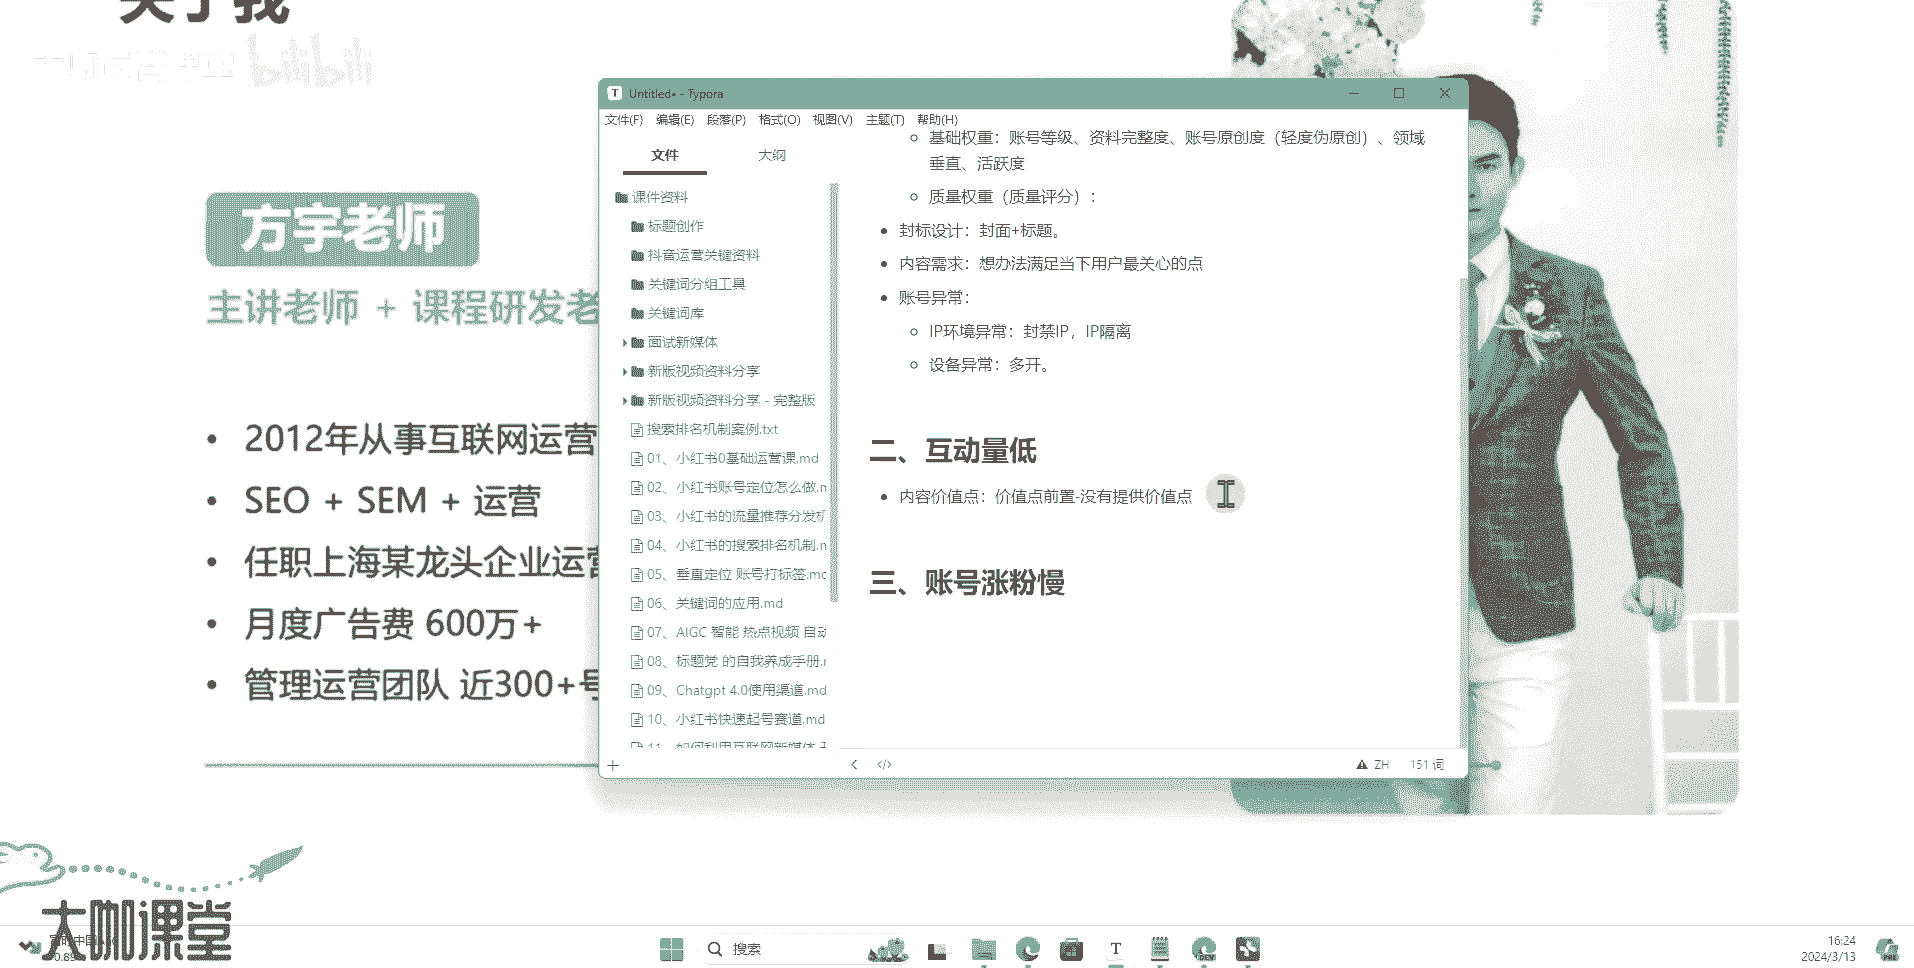 关于我
bilibili
方宇老师
主讲老师 + 课程研发老
2012年从事互联网运营
SEO + SEM + 运营
任职上海某龙头企业运营
月度广告费 600万+
管理运营团队 近300+号
Untitled• - Typora
文件(F) 编辑(E) 段落(P) 格式(O) 视图(V) 主题(T) 帮助(H)
文件 大纲
课件资料
标题创作
抖音运营关键资料
关键词分组工具
关键词库
面试新媒体
新版视频资料分享
新版视频资料分享 - 完整版
搜索排名机制案例.txt
01、小红书0基础运营课.md
02、小红书账号定位怎么做.m
03、小红书的流量推荐分发机
04、小红书的搜索排名机制.m
05、垂直定位 账号打标签.md
06、关键词的应用.md
07、AIGC 智能 热点视频 自动
08、标题党 的自我养成手册.m
09、Chatgpt 4.0使用渠道.md
10、小红书快速起号赛道.md
11、如何利用互联网新媒体
基础权重：账号等级、资料完整度、账号原创度（轻度伪原创）、领域
垂直、活跃度
质量权重（质量评分）：
封标设计：封面+标题。
内容需求：想办法满足当下用户最关心的点
账号异常：
IP环境异常：封禁IP，IP隔离
设备异常：多开。
二、互动量低
内容价值点：价值点前置-没有提供价值点
三、账号涨粉慢
ZH 151 词
大咖课堂
搜索
DEV
PRE
16:24
2024/3/13